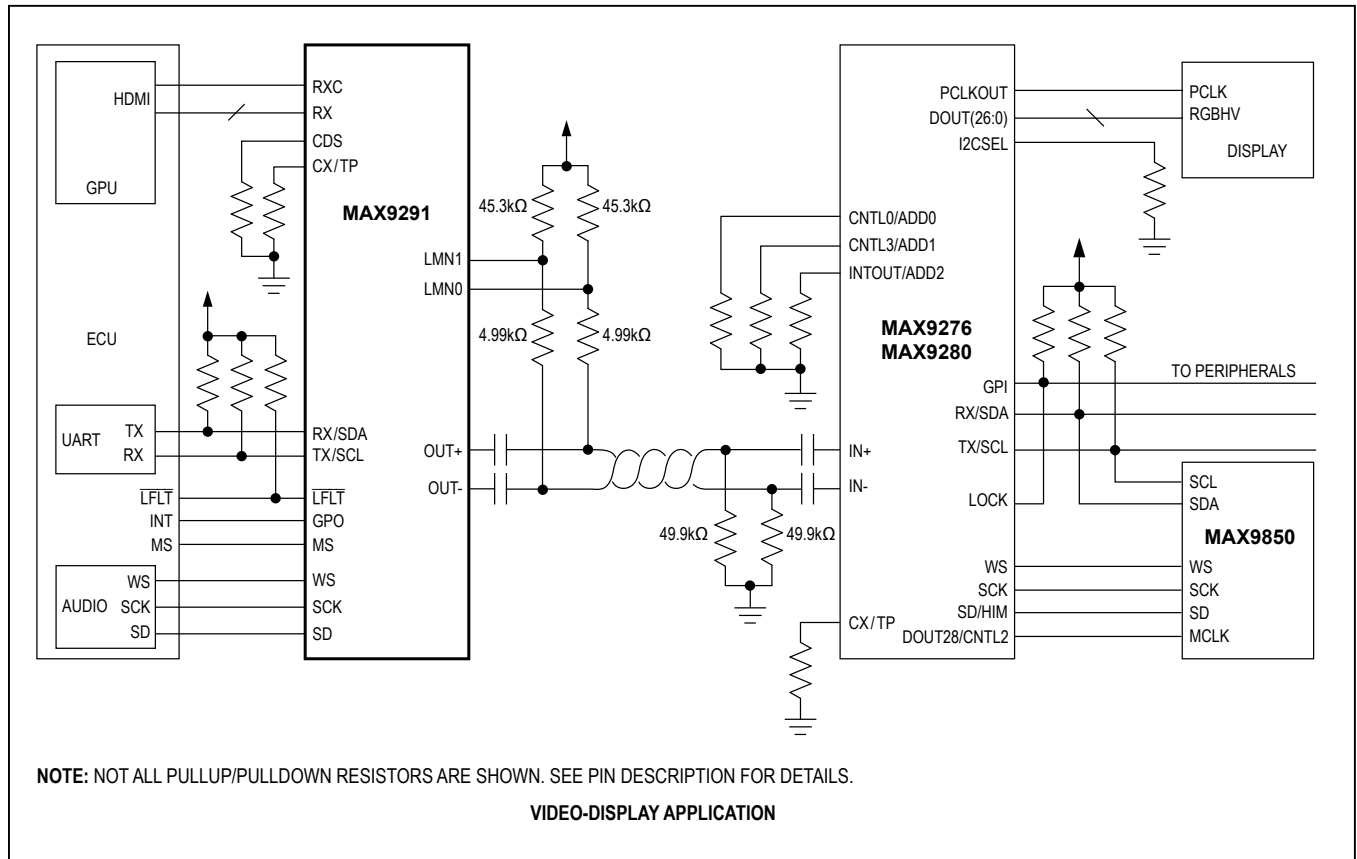 HDMI
GPU
ECU
UART
TX
RX
LFLT
INT
MS
AUDIO
WS
SCK
SD
RXC
RX
CDS
CX/TP
MAX9291
LMN1
LMN0
RX/SDA
TX/SCL
LFLT
GPO
MS
WS
SCK
SD
OUT+
OUT-
45.3kΩ
45.3kΩ
4.99kΩ
4.99kΩ
49.9kΩ
49.9kΩ
PCLKOUT
DOUT(26:0)
I2CSEL
CNTL0/ADD0
CNTL3/ADD1
INTOUT/ADD2
MAX9276
MAX9280
GPI
RX/SDA
TX/SCL
IN+
IN-
LOCK
WS
SCK
SD/HIM
CX/TP
DOUT28/CNTL2
PCLK
RGBHV
DISPLAY
TO PERIPHERALS
SCL
SDA
MAX9850
WS
SCK
SD
MCLK
NOTE: NOT ALL PULLUP/PULLDOWN RESISTORS ARE SHOWN. SEE PIN DESCRIPTION FOR DETAILS.
VIDEO-DISPLAY APPLICATION